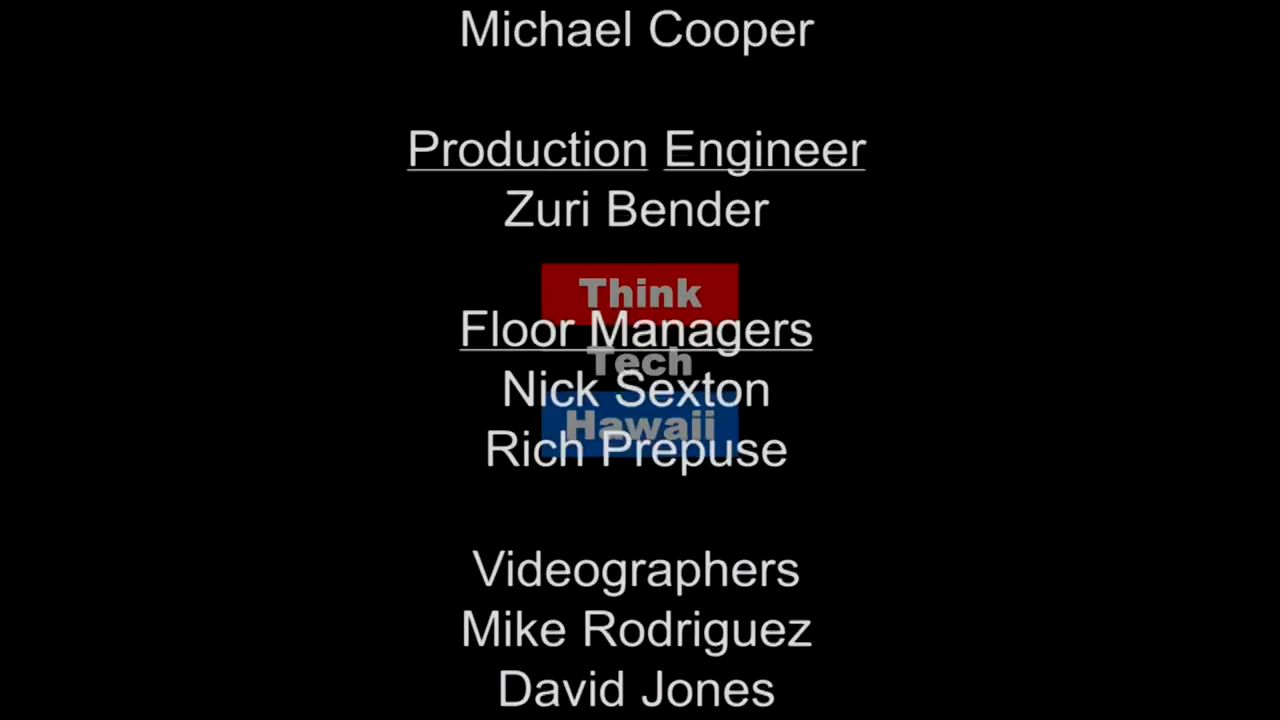 Michael Cooper
Production Engineer
Zuri Bender
Think
Floor Managers
Tech
Nick Sexton
Hawaii
Rich Prepuse
Videographers
Mike Rodriguez
David Jones